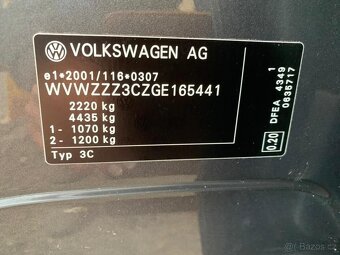 VOLKSWAGEN AG
e1*2001/116*0307
WVWZZZ3CZGE165441
2220 kg
4435 kg
1- 1070 kg
2- 1200 kg
Typ 3C
0.20
DFEA 4349 1
0635717